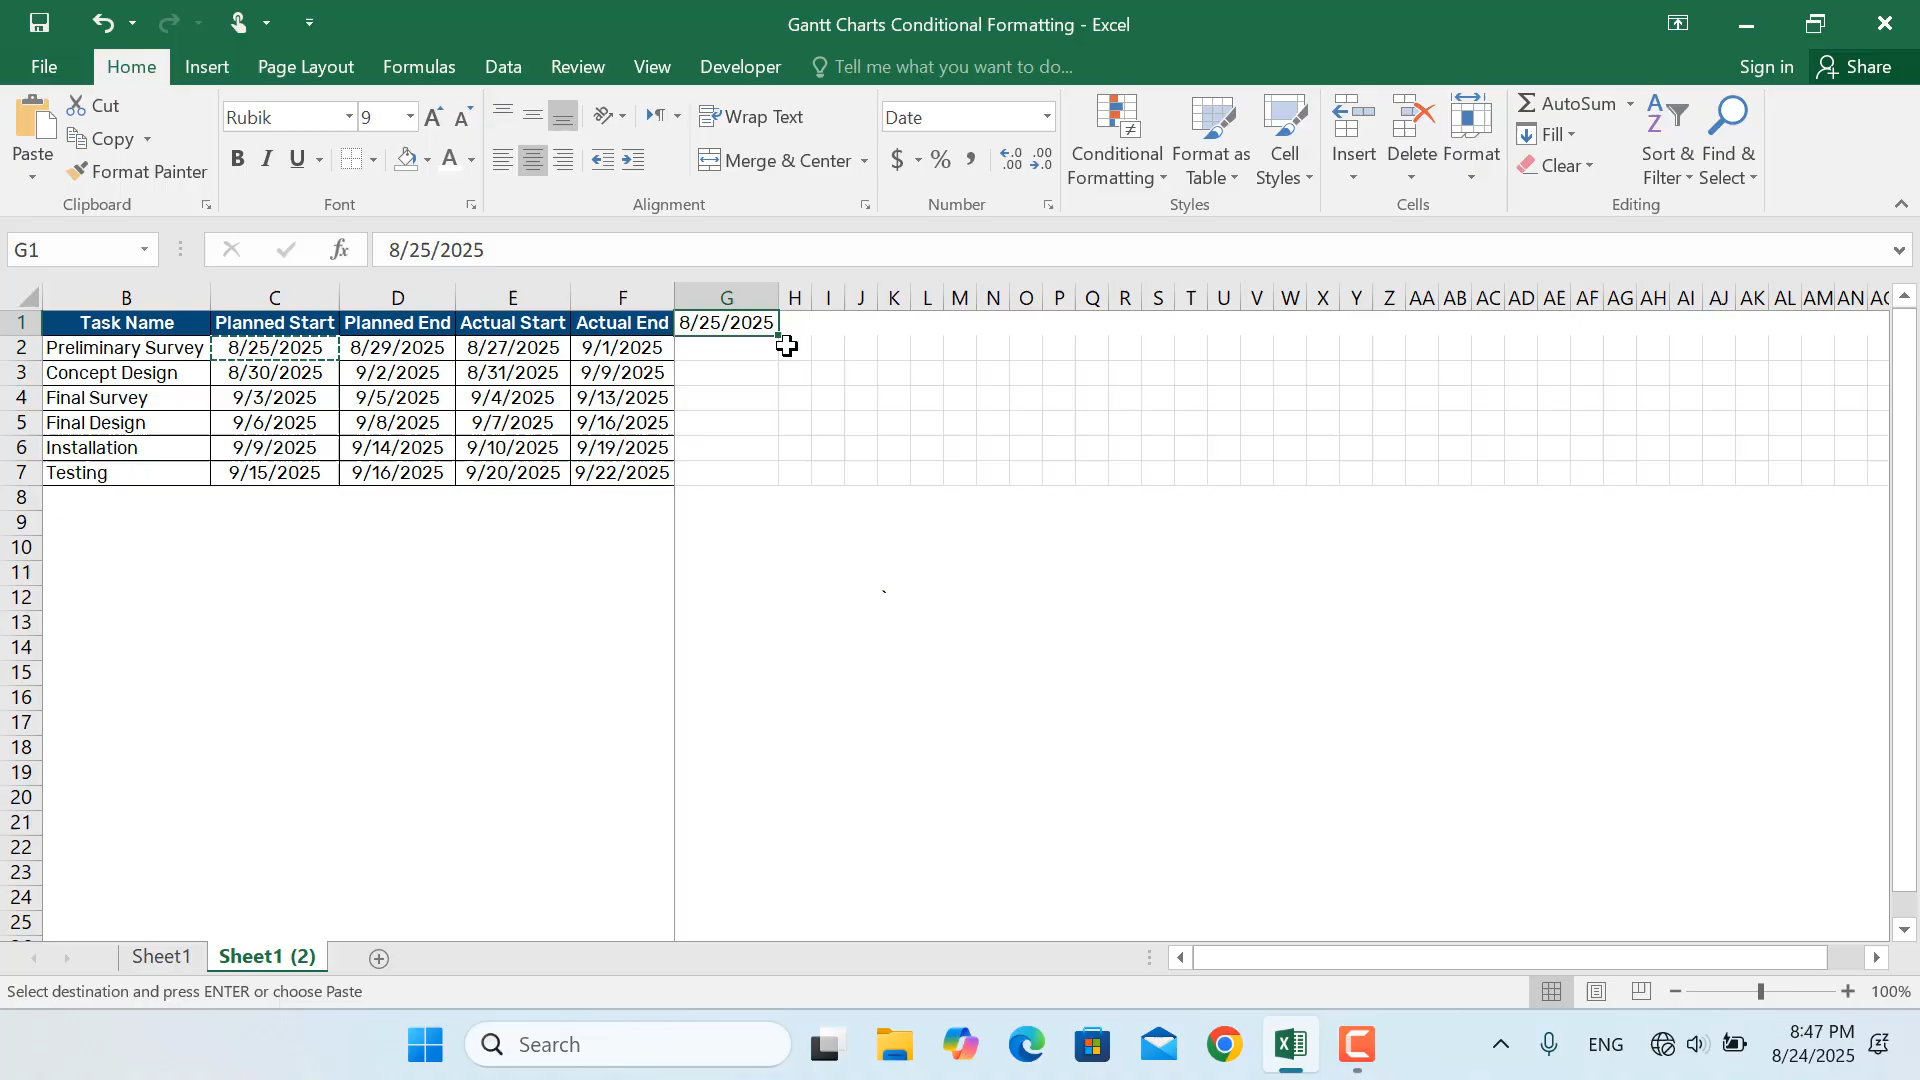 Gantt Charts Conditional Formatting - Excel
File Home Insert Page Layout Formulas Data Review View Developer Tell me what you want to do... Sign in Share
Paste
Cut
Copy
Format Painter
Clipboard
Rubik 9
B I U
Font
Wrap Text
Merge & Center
Alignment
Date
$ % ,
Number
Conditional Formatting
Format as Table
Cell Styles
Styles
Insert Delete Format
Cells
AutoSum
Fill
Clear
Sort & Filter
Find & Select
Editing
G1 fx 8/25/2025
B C D E F G H I J K L M N O P Q R S T U V W X Y Z AA AB AC AD AE AF AG AH AI AJ AK AL AM AN
1 Task Name Planned Start Planned End Actual Start Actual End 8/25/2025
2 Preliminary Survey 8/25/2025 8/29/2025 8/27/2025 9/1/2025
3 Concept Design 8/30/2025 9/2/2025 8/31/2025 9/9/2025
4 Final Survey 9/3/2025 9/5/2025 9/4/2025 9/13/2025
5 Final Design 9/6/2025 9/8/2025 9/7/2025 9/16/2025
6 Installation 9/9/2025 9/14/2025 9/10/2025 9/19/2025
7 Testing 9/15/2025 9/16/2025 9/20/2025 9/22/2025
8
9
10
11
12 `
13
14
15
16
17
18
19
20
21
22
23
24
25
Sheet1 Sheet1 (2)
Select destination and press ENTER or choose Paste 100%
Search ENG 8:47 PM
8/24/2025